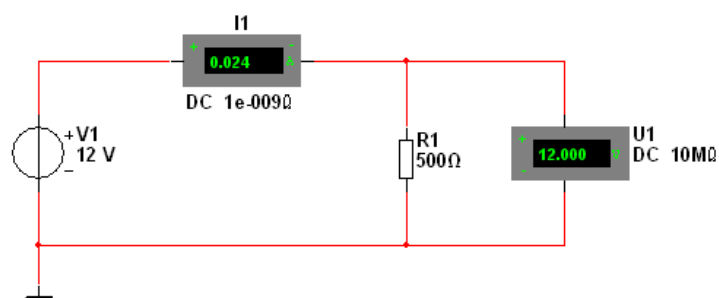 I1
+ -
0.024 A
DC 1e-009Ω
+ V1
12 V
-
R1
500Ω
+
-
12.000 V
U1
DC 10MΩ